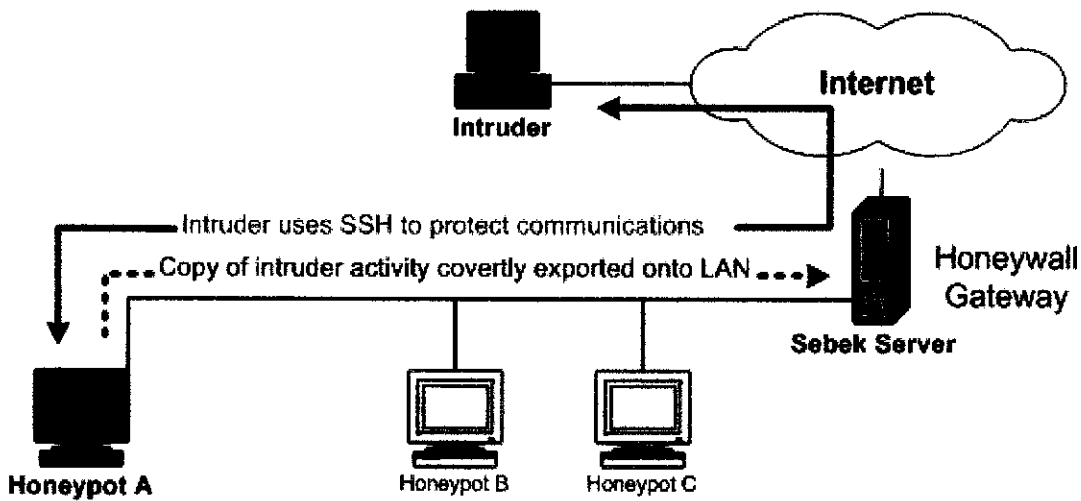 Internet
Intruder
Intruder uses SSH to protect communications
Copy of intruder activity covertly exported onto LAN
Honeywall
Gateway
Sebek Server
Honeypot A
Honeypot B
Honeypot C